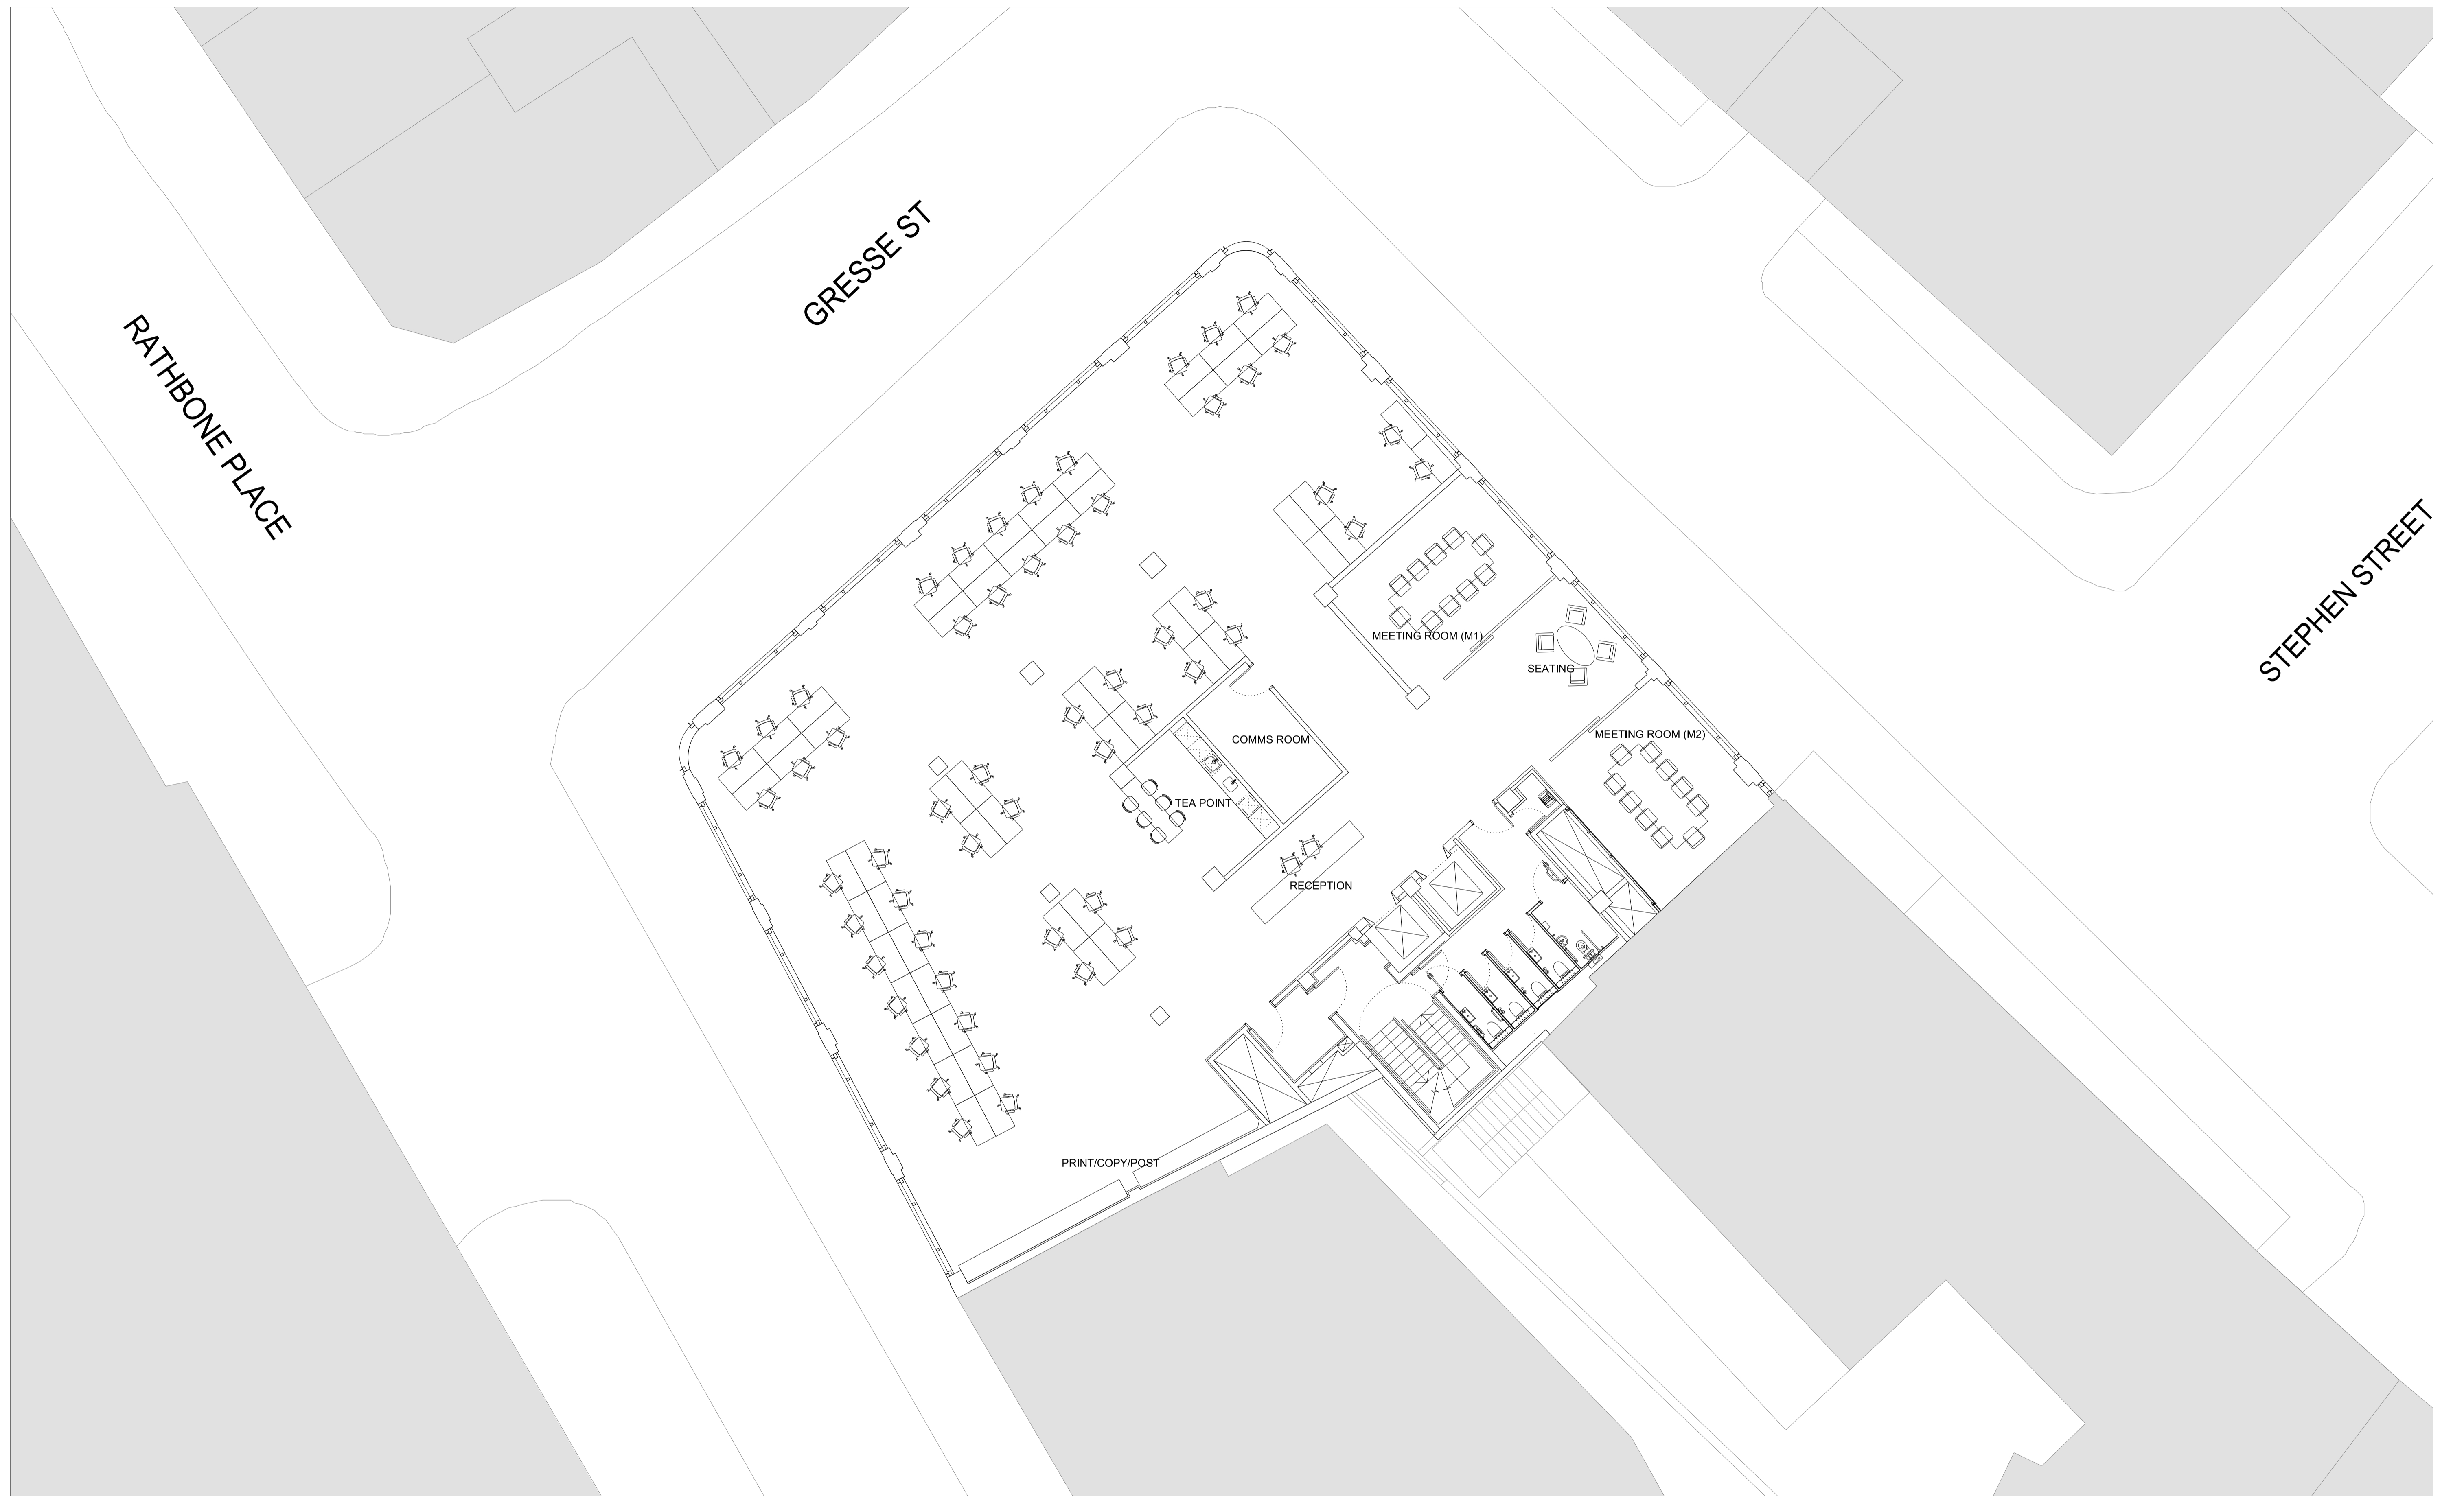 GRESSE ST
RATHBONE PLACE
STEPHEN STREET
MEETING ROOM (M1)
SEATING
MEETING ROOM (M2)
COMMS ROOM
TEA POINT
RECEPTION
PRINT/COPY/POST